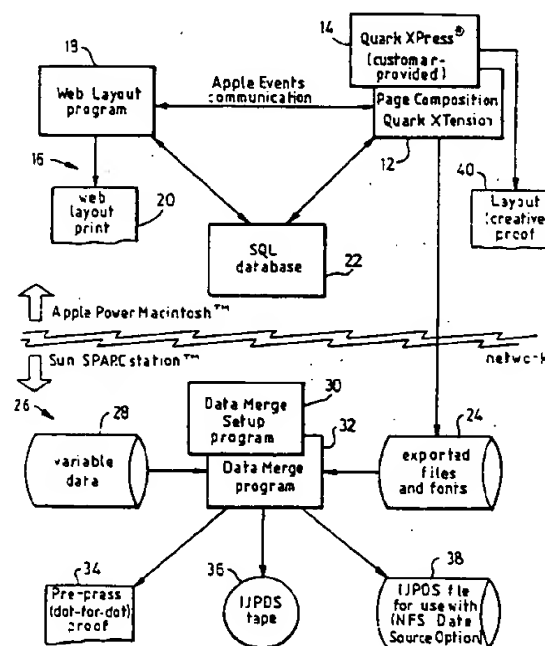 14
Quark XPress®
(customer-
provided)
18
Web Layout
program
Apple Events
communication
Page Composition
Quark XTension
16
12
40
web
layout
print
20
Layout
(creative)
proof
SQL
database
22
Apple Power Macintosh™
Sun SPARCstation™
network
26
28
30
Data Merge
Setup
program
32
24
variable
data
Data Merge
program
exported
files
and fonts
34
Pre-press
(dot-for-dot)
proof
36
IJPDS
tape
38
IJPDS file
for use with
(NFS Date
Source Option)